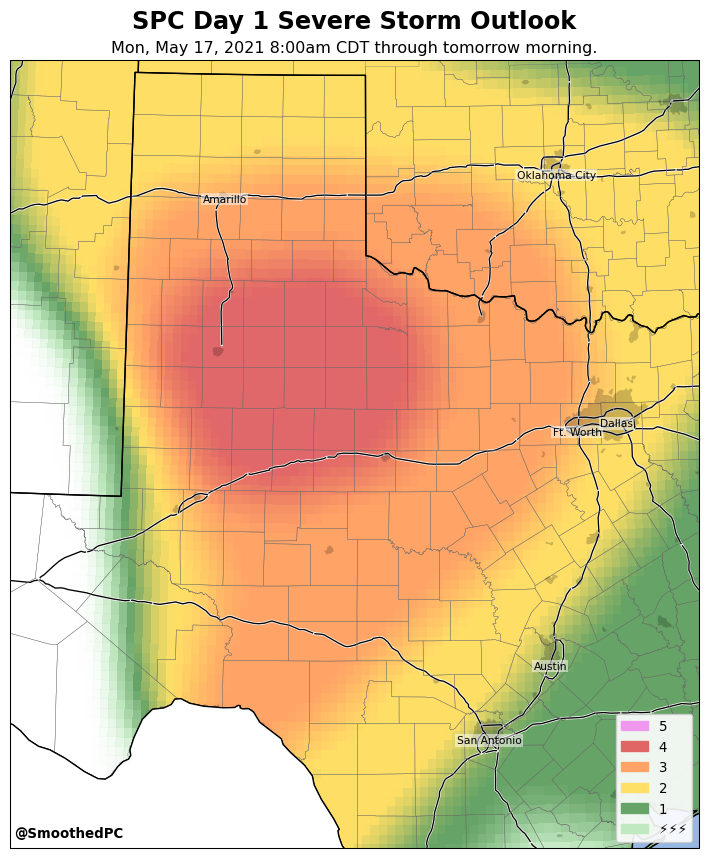 SPC Day 1 Severe Storm Outlook
Mon, May 17, 2021 8:00am CDT through tomorrow morning.
Oklahoma City
Amarillo
Dallas
Ft. Worth
Austin
San Antonio
5
4
3
2
1
⚡⚡⚡
@SmoothedPC